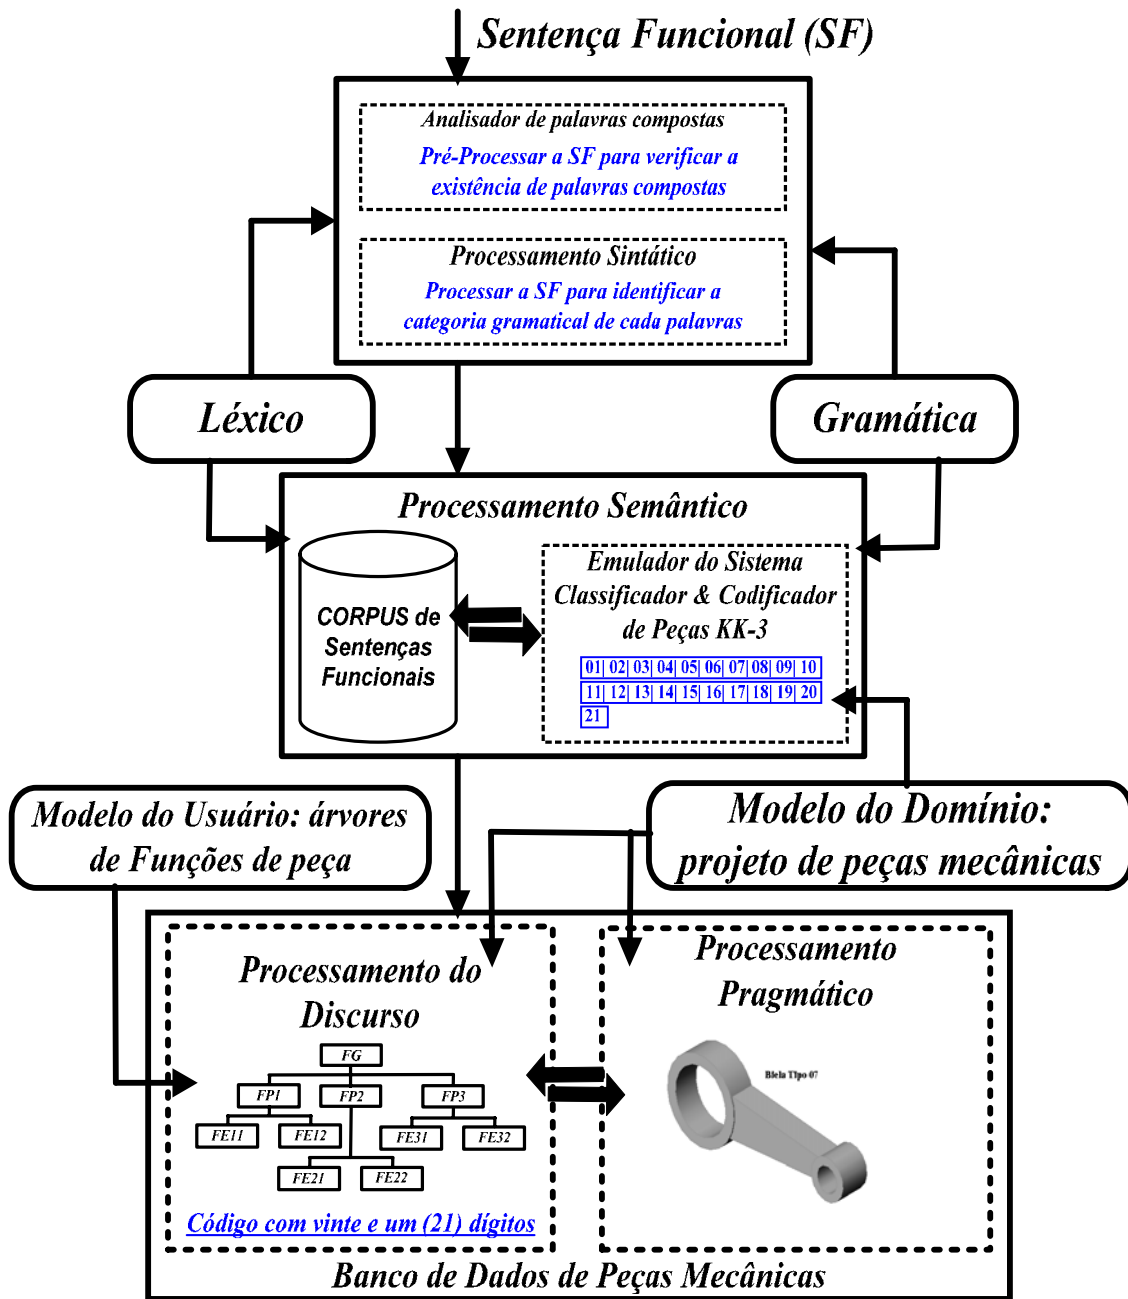 Sentença Funcional (SF)
Analisador de palavras compostas
Pré-Processar a SF para verificar a
existência de palavras compostas
Processamento Sintático
Processar a SF para identificar a
categoria gramatical de cada palavras
Léxico
Gramática
Processamento Semântico
CORPUS de
Sentenças
Funcionais
Emulador do Sistema
Classificador & Codificador
de Peças KK-3
01| 02| 03| 04| 05| 06| 07| 08| 09| 10
11| 12| 13| 14| 15| 16| 17| 18| 19| 20
21
Modelo do Usuário: árvores
de Funções de peça
Modelo do Domínio:
projeto de peças mecânicas
Processamento do
Discurso
FG
FP1 FP2 FP3
FE11 FE12 FE31 FE32
FE21 FE22
Código com vinte e um (21) dígitos
Processamento
Pragmático
Biela Tipo 07
Banco de Dados de Peças Mecânicas